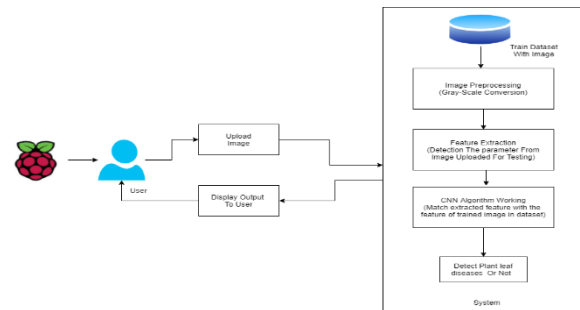 Train Dataset
With Image
Image Preprocessing
(Gray-Scale Conversion)
Upload
Image
Feature Extraction
(Detection The parameter From
Image Uploaded For Testing)
User
Display Output
To User
CNN Algorithm Working
(Match extracted feature with the
feature of trained image in dataset)
Detect Plant leaf
diseases Or Not
System